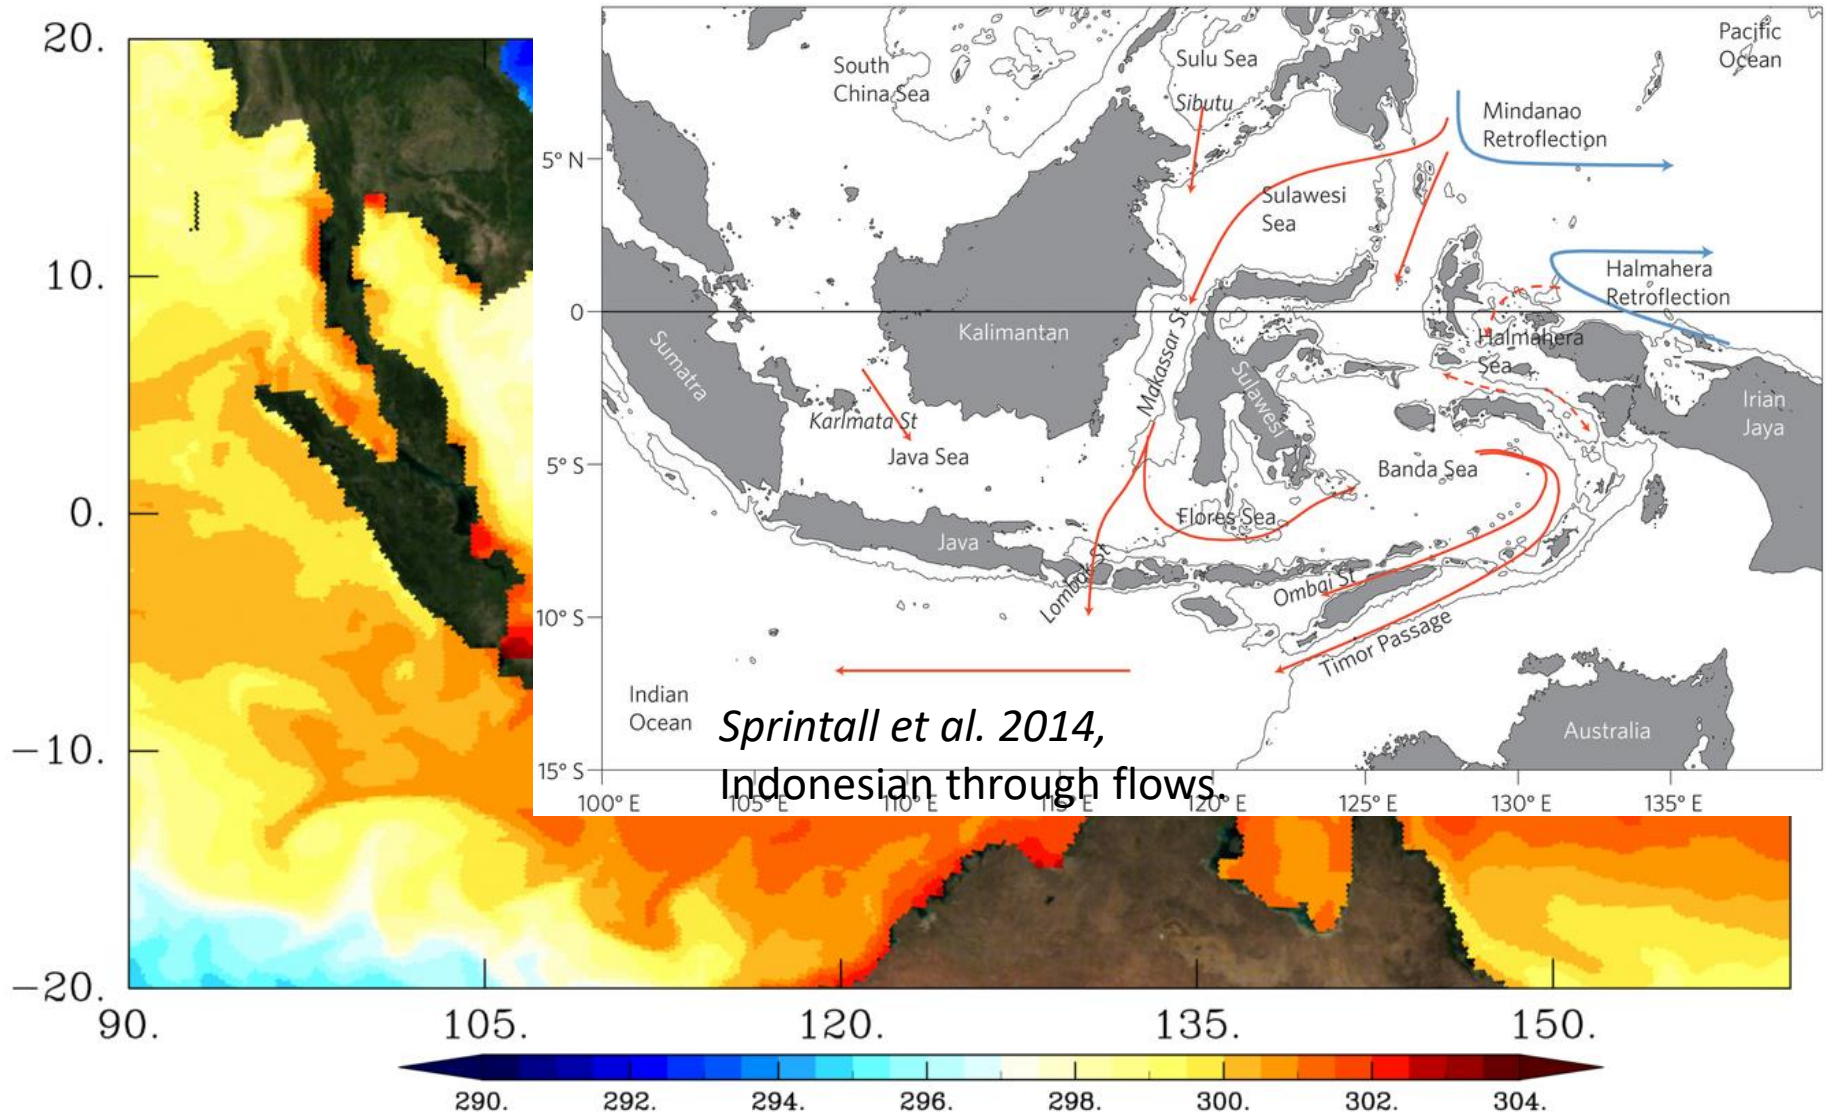 20.
10.
0.
−10.
−20.
90.
105.
120.
135.
150.
290.
292.
294.
296.
298.
300.
302.
304.
South
China Sea
Sulu Sea
Sibutu
Pacific
Ocean
Mindanao
Retroflection
5° N
Sulawesi
Sea
Halmahera
Retroflection
0
Kalimantan
Makassar St
Halmahera
Sea
Sumatra
Sulawesi
Irian
Jaya
Karlmata St
Java Sea
5° S
Banda Sea
Flores Sea
Java
Lombok St
Ombai St
10° S
Timor Passage
Indian
Ocean
Australia
15° S
100° E
105° E
110° E
115° E
120° E
125° E
130° E
135° E
Sprintall et al. 2014,
Indonesian through flows.